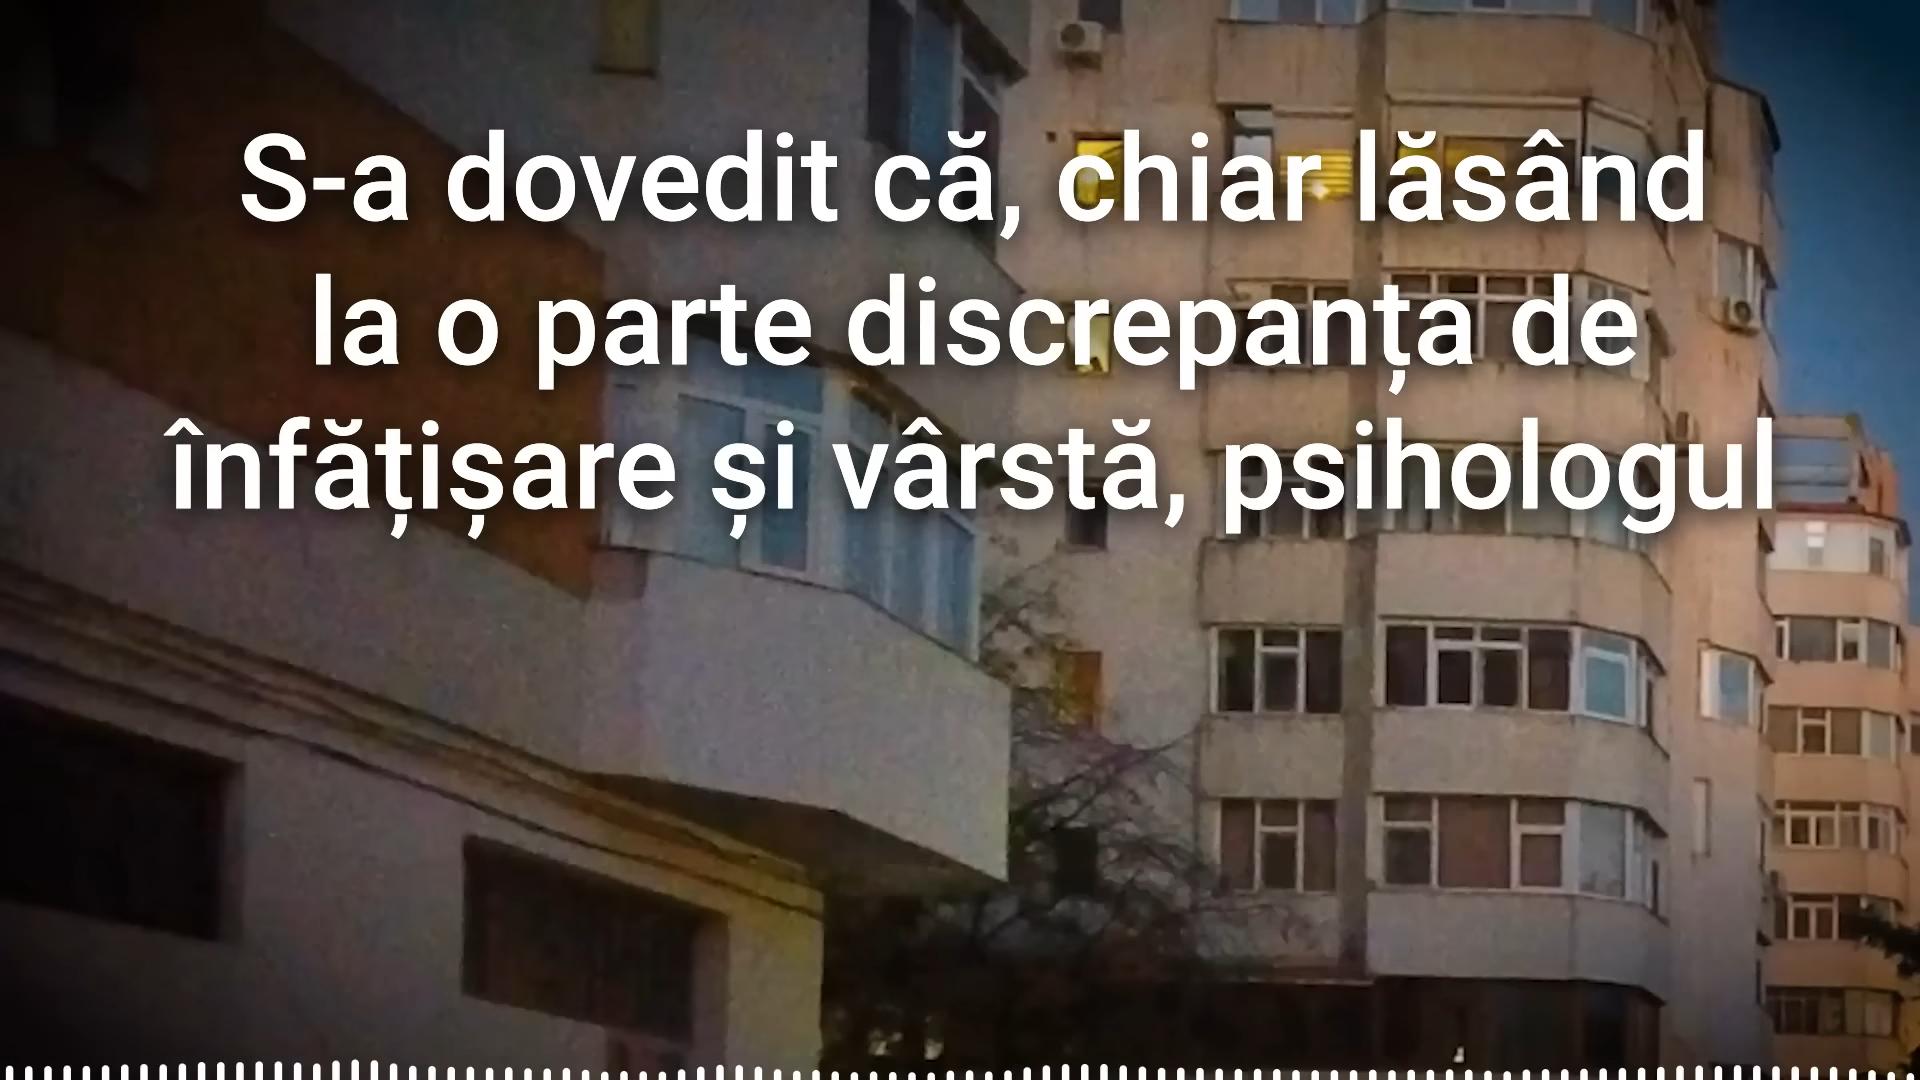 S-a dovedit că, chiar lăsând
la o parte discrepanța de
înfățișare și vârstă, psihologul